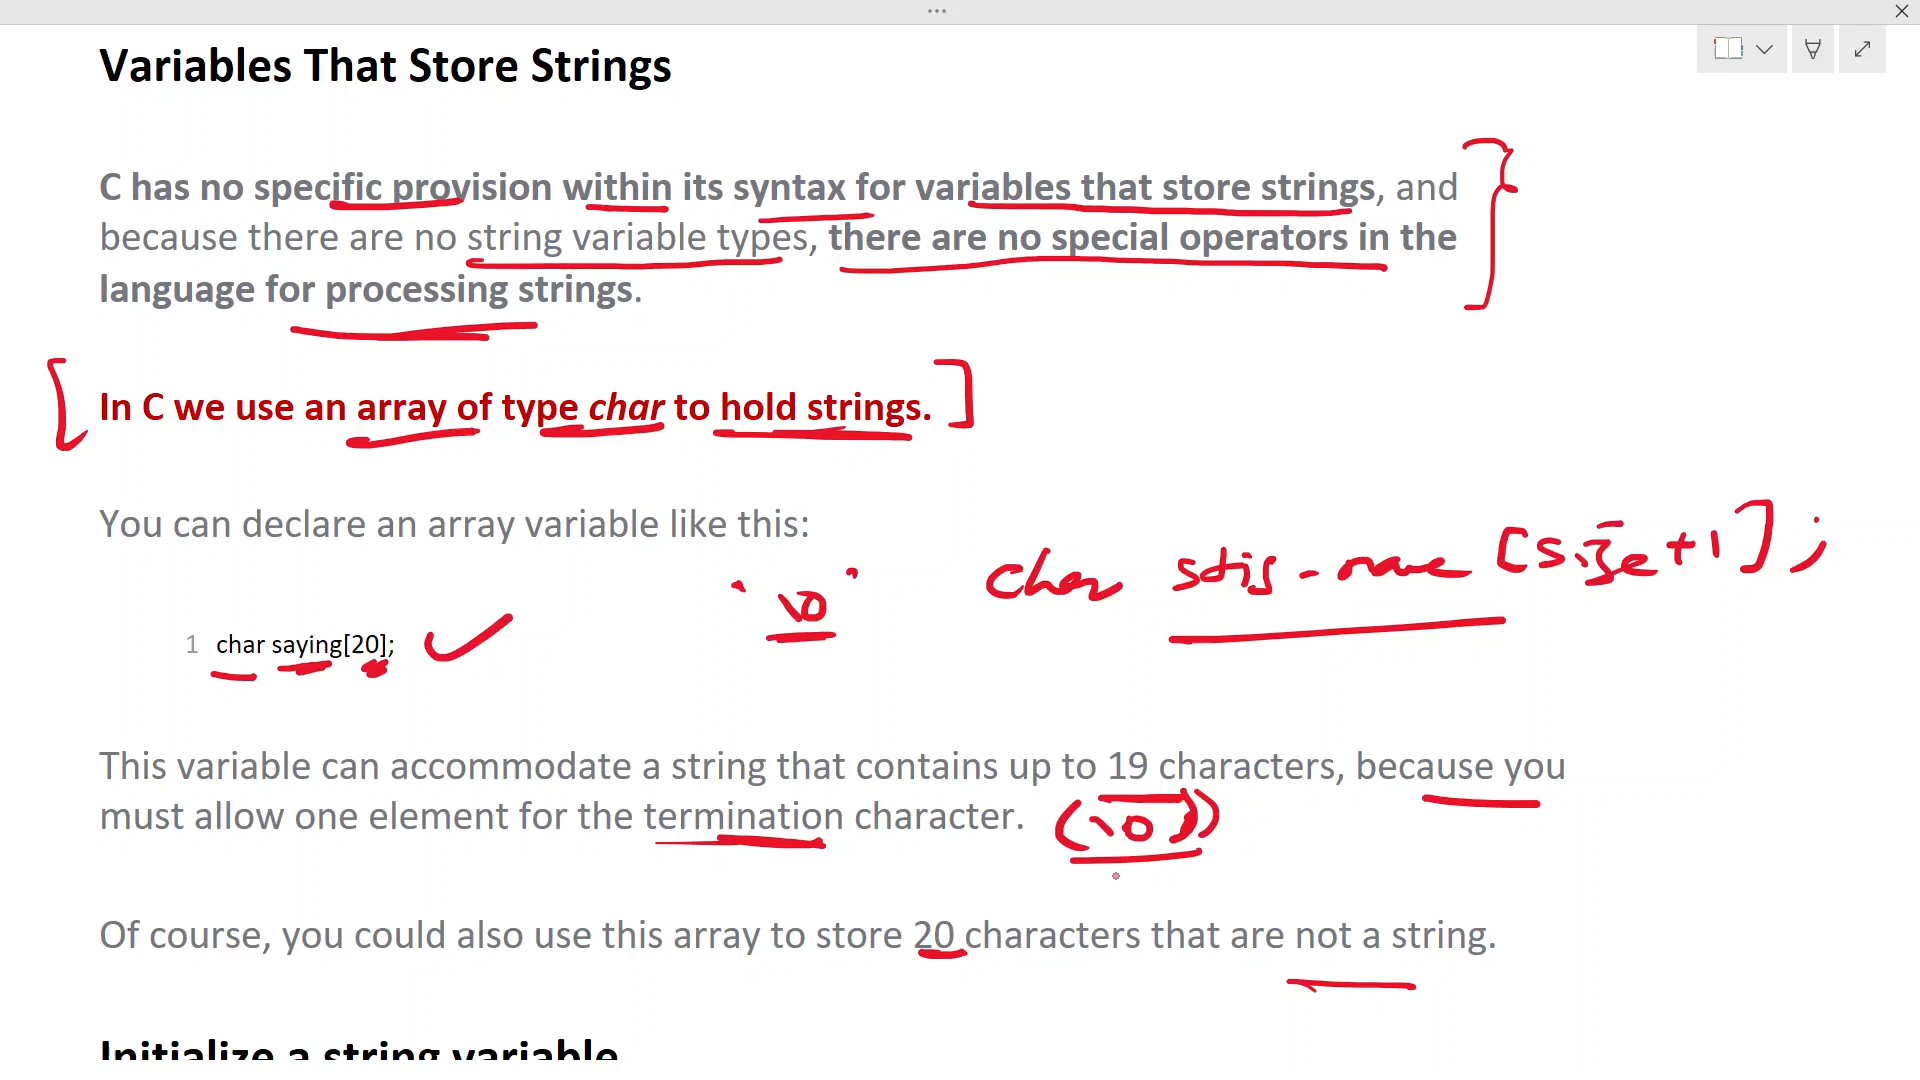 Variables That Store Strings
C has no specific provision within its syntax for variables that store strings, and
because there are no string variable types, there are no special operators in the
language for processing strings.
In C we use an array of type char to hold strings.
You can declare an array variable like this:
char [size+1];
'\0'
1 char saying[20];
This variable can accommodate a string that contains up to 19 characters, because you
must allow one element for the termination character. (\0)
Of course, you could also use this array to store 20 characters that are not a string.
Initialize a string variable